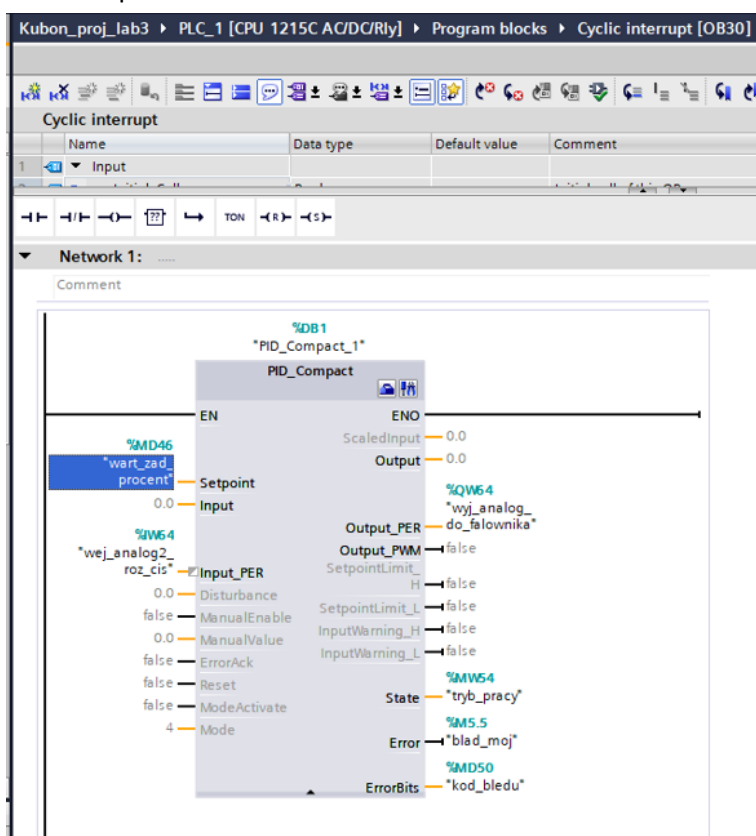 Kubon_proj_lab3 ▸ PLC_1 [CPU 1215C AC/DC/Rly] ▸ Program blocks ▸ Cyclic interrupt [OB30]
Cyclic interrupt
Name Data type Default value Comment
1 Input
?? TON R S
Network 1: .....
Comment
%DB1
"PID_Compact_1"
PID_Compact
EN ENO
ScaledInput 0.0
%MD46
"wart_zad_
procent" Setpoint
Output 0.0
0.0 Input
%QW64
"wyj_analog_
Output_PER do_falownika"
%IW64
"wej_analog2_
roz_cis" Input_PER
Output_PWM false
SetpointLimit_
H false
0.0 Disturbance
SetpointLimit_L false
false ManualEnable
InputWarning_H false
0.0 ManualValue
InputWarning_L false
false ErrorAck
false Reset
%MW54
State "tryb_pracy"
false ModeActivate
%M5.5
4 Mode
Error "blad_moj"
%MD50
ErrorBits "kod_bledu"